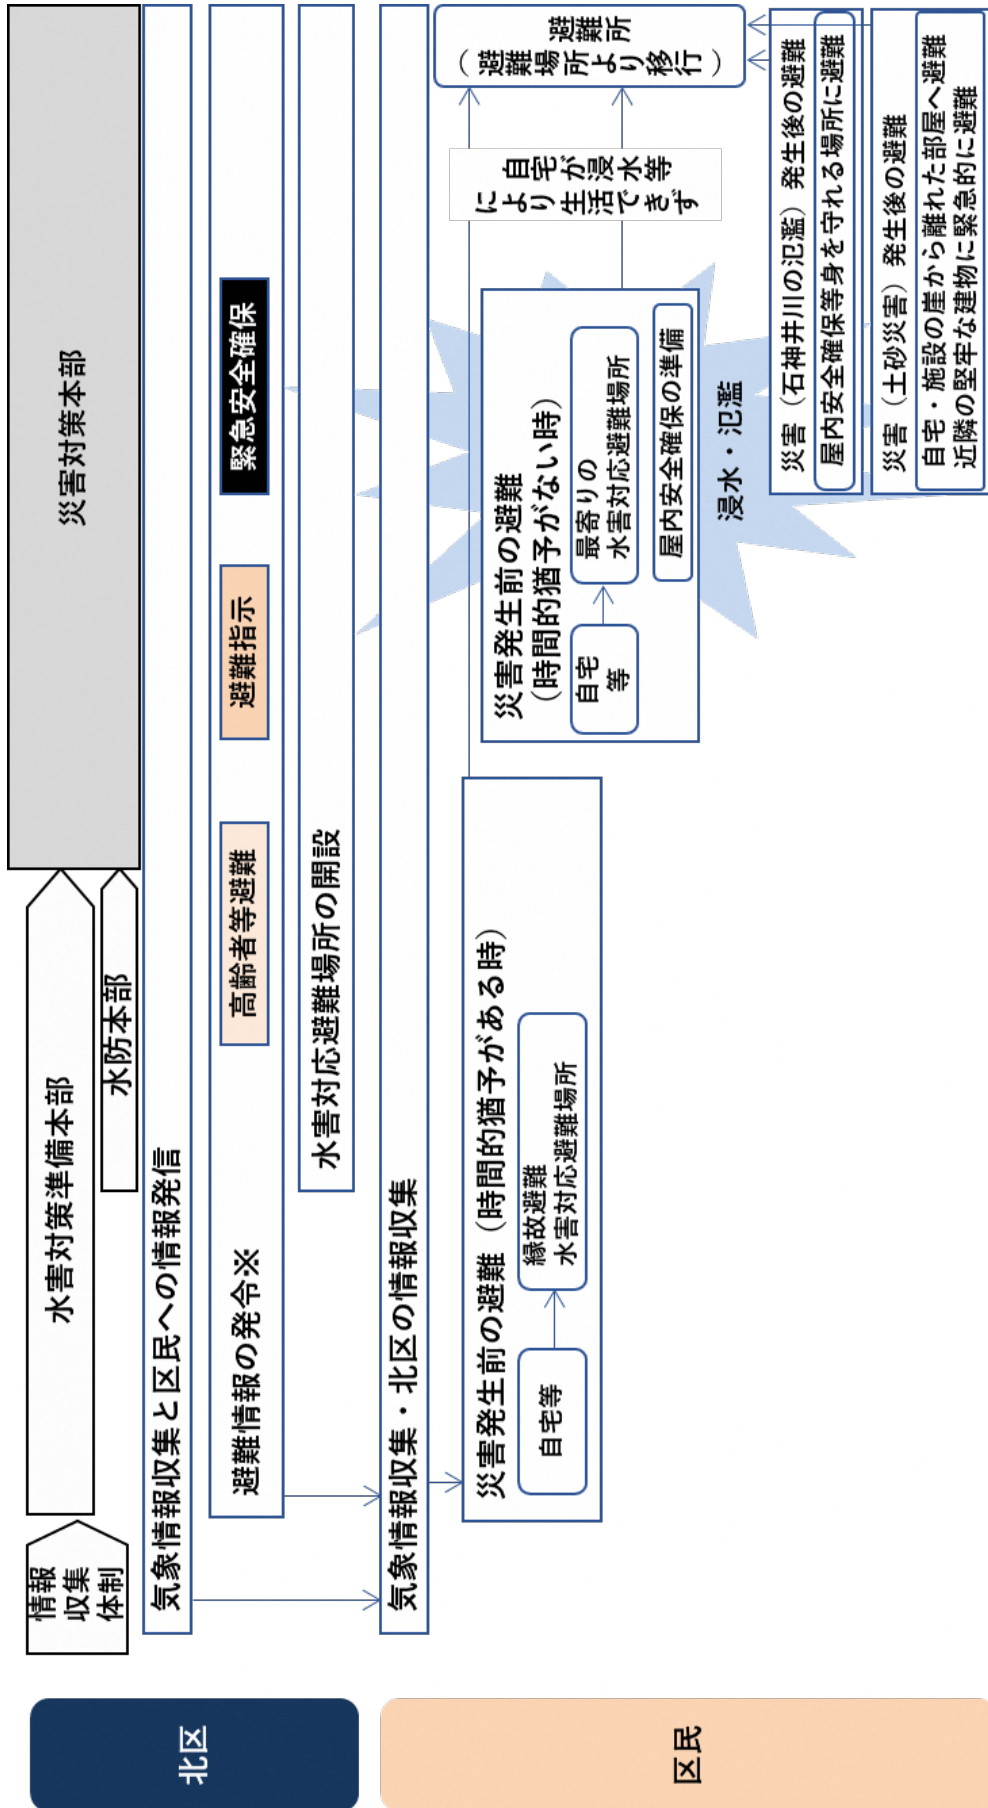 北区
情報
収集
体制
水害対策準備本部
水防本部
災害対策本部
気象情報収集と区民への情報発信
避難情報の発令※
高齢者等避難
避難指示
緊急安全確保
水害対応避難場所の開設
区民
気象情報収集・北区の情報収集
災害発生前の避難（時間的猶予がある時）
自宅等
縁故避難
水害対応避難場所
災害発生前の避難
（時間的猶予がない時）
自宅
等
最寄りの
水害対応避難場所
屋内安全確保の準備
浸水・氾濫
自宅が浸水等
により生活できず
避難所
（避難場所より移行）
災害（石神井川の氾濫）発生後の避難
屋内安全確保等身を守れる場所に避難
災害（土砂災害）発生後の避難
自宅・施設の崖から離れた部屋へ避難
近隣の堅牢な建物に緊急的に避難